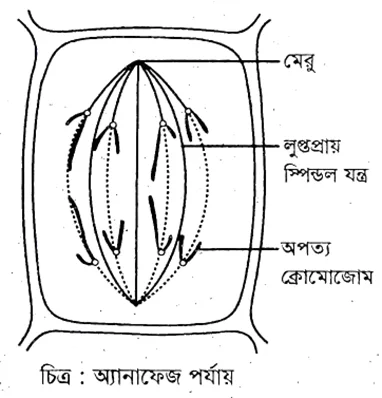 মেরু
লুপ্তপ্রায়
স্পিন্ডল যন্ত্র
অপত্য
ক্রোমোজোম
চিত্র : অ্যানাফেজ পর্যায়